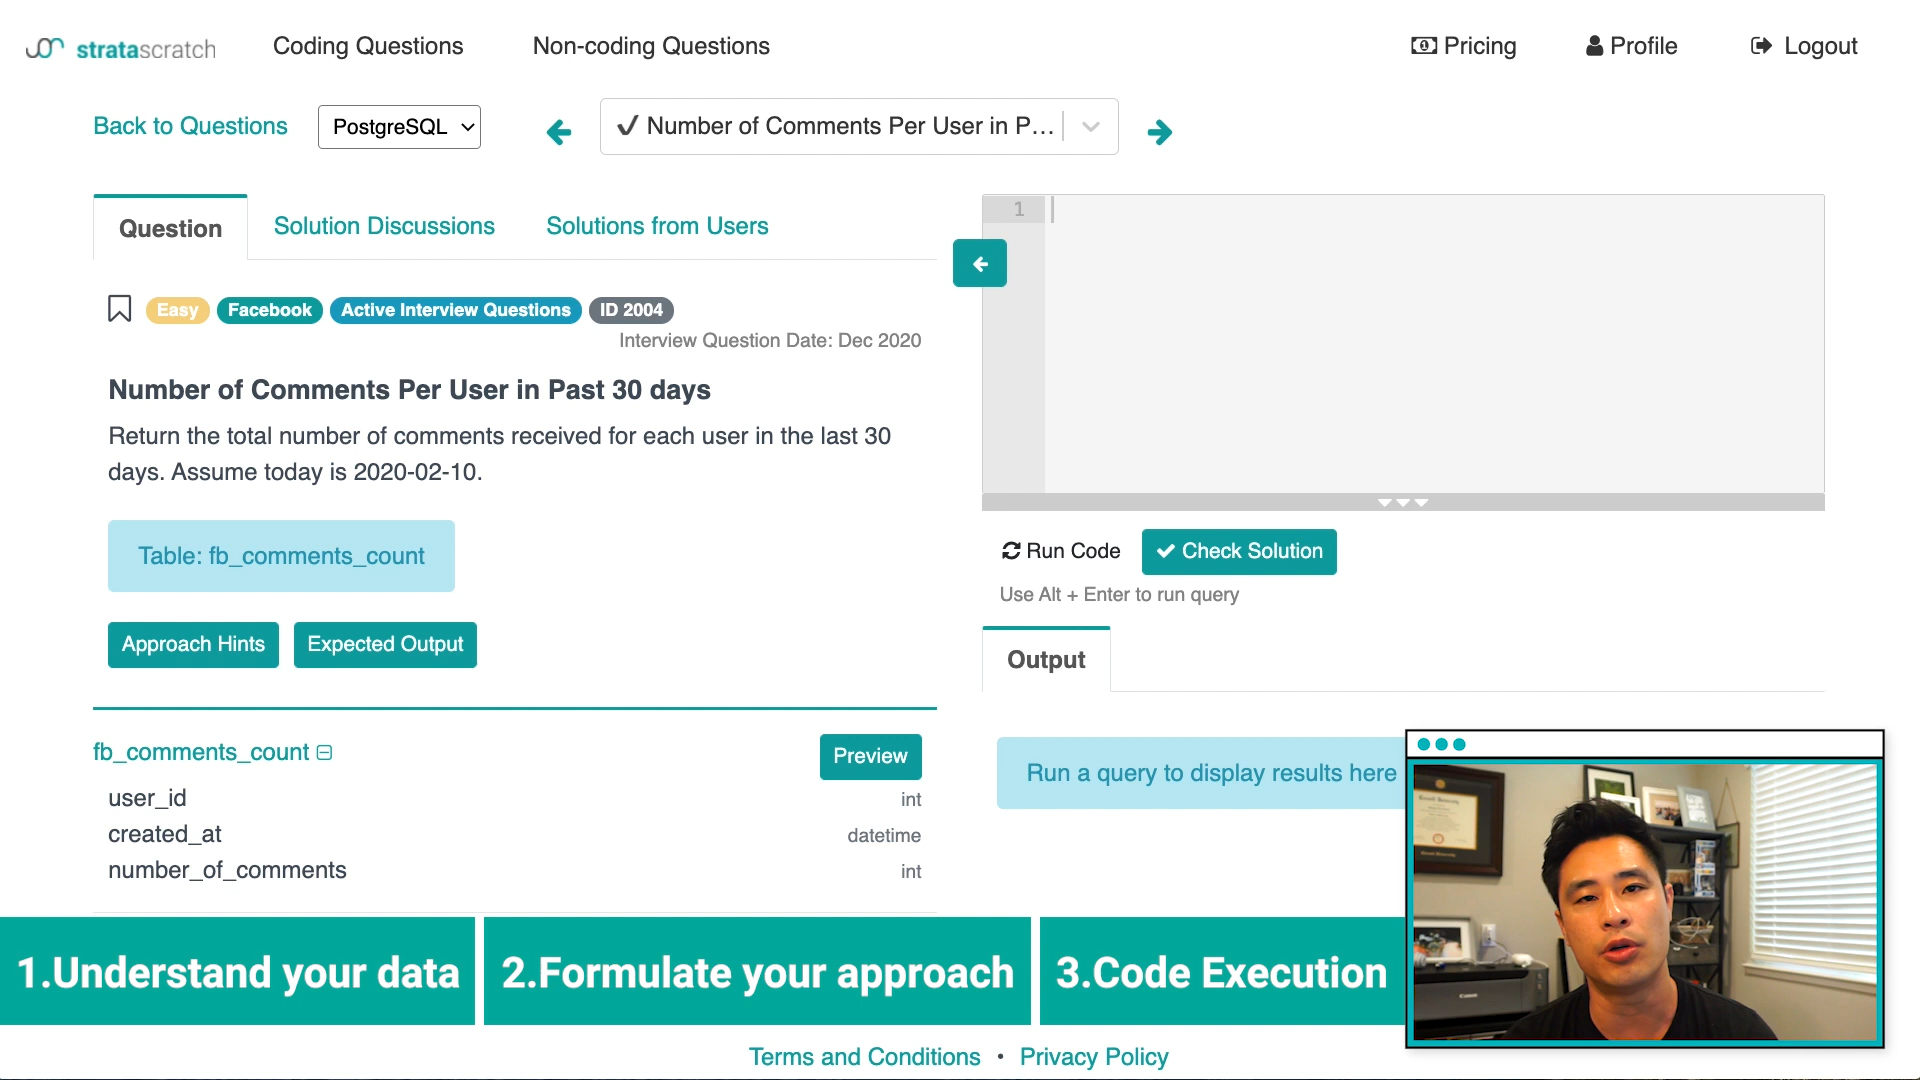 stratascratch
Coding Questions
Non-coding Questions
Pricing
Profile
Logout
Back to Questions
PostgreSQL
✓ Number of Comments Per User in P...
Question
Solution Discussions
Solutions from Users
1
Easy
Facebook
Active Interview Questions
ID 2004
Interview Question Date: Dec 2020
Number of Comments Per User in Past 30 days
Return the total number of comments received for each user in the last 30
days. Assume today is 2020-02-10.
Table: fb_comments_count
Approach Hints
Expected Output
Run Code
Check Solution
Use Alt + Enter to run query
Output
Run a query to display results here
fb_comments_count
Preview
user_id
int
created_at
datetime
number_of_comments
int
1.Understand your data
2.Formulate your approach
3.Code Execution
Canon
Terms and Conditions • Privacy Policy